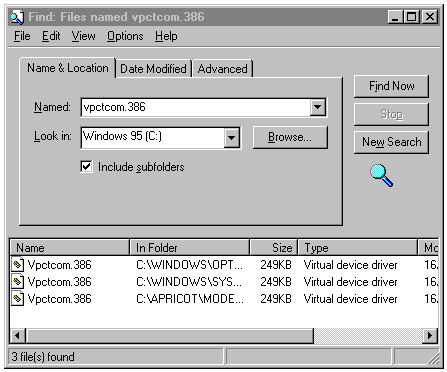 Find: Files named vpctcom.386
File Edit View Options Help
Name & Location Date Modified Advanced
Named: vpctcom.386
Look in: Windows 95 (C:) Browse...
Include subfolders
Find Now
Stop
New Search
Name In Folder Size Type Mo
Vpctcom.386 C:\WINDOWS\OPT... 249KB Virtual device driver 16.
Vpctcom.386 C:\WINDOWS\SYS... 249KB Virtual device driver 16.
Vpctcom.386 C:\APRICOT\MODE... 249KB Virtual device driver 16.
3 file(s) found